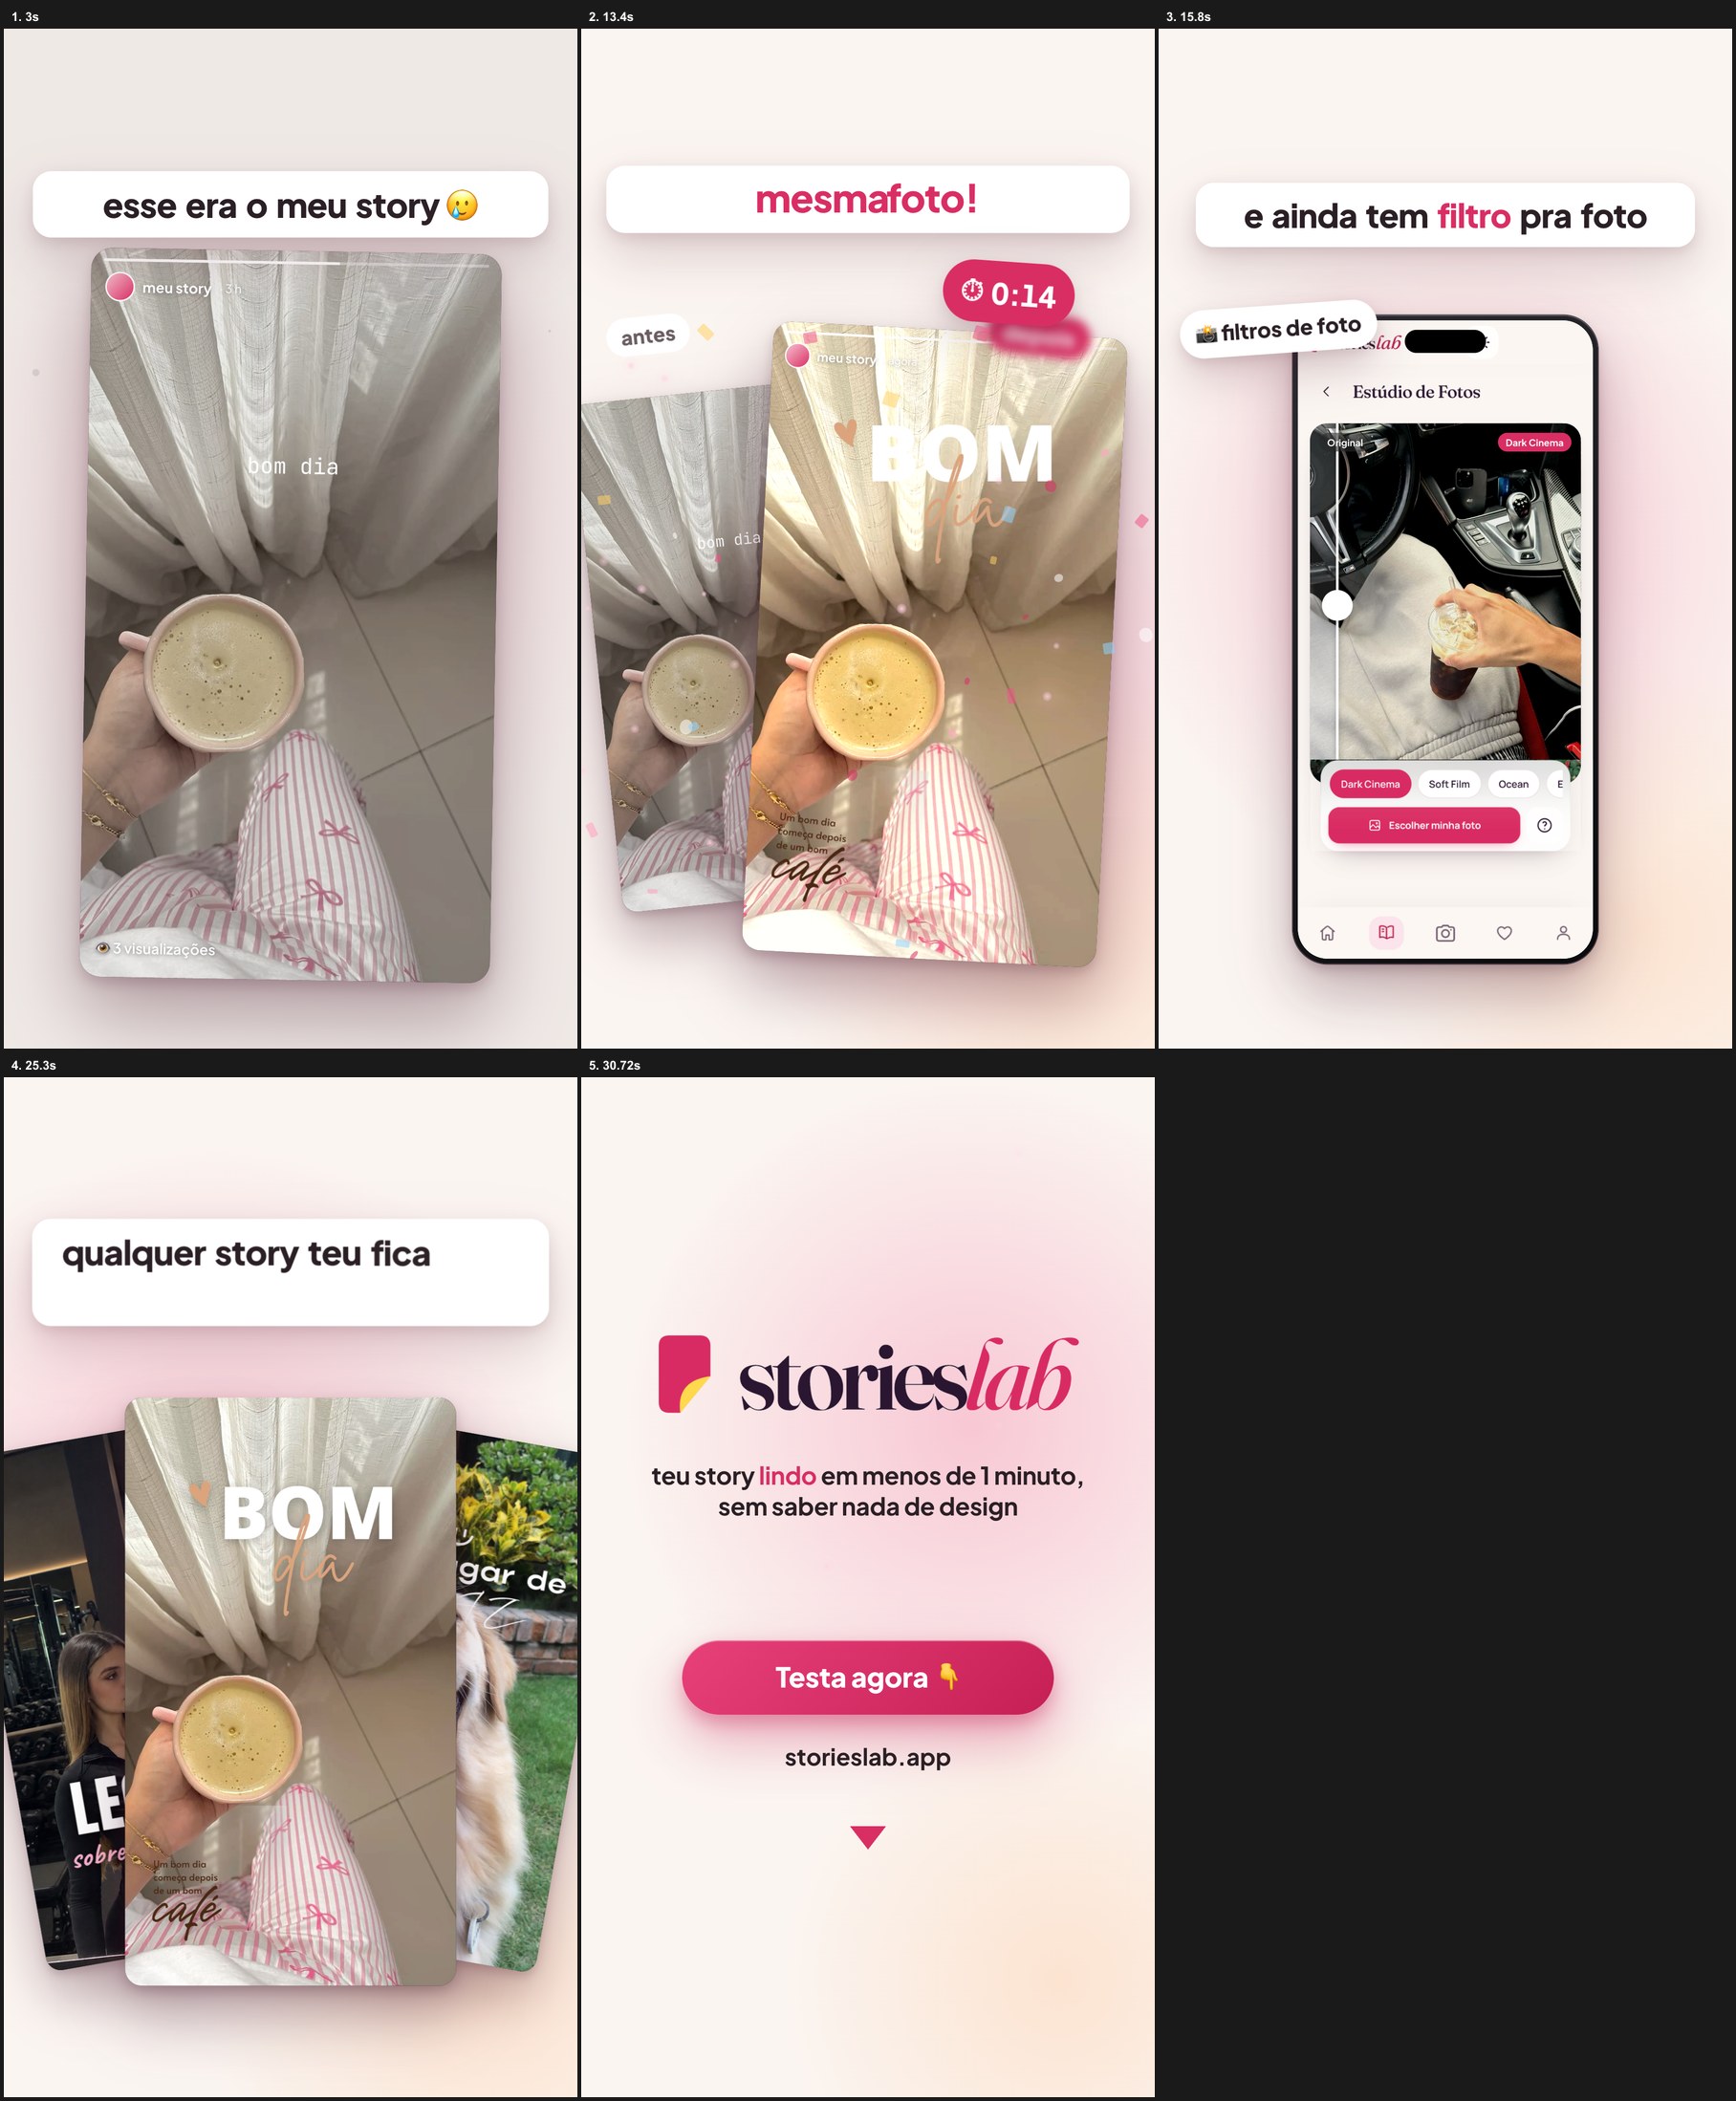 1. 3s
esse era o meu story 🥲
meu story 3 h
bom dia
👁 3 visualizações
2. 13.4s
mesmafoto!
⏱ 0:14
antes
meu story
BOM
dia
bom dia
Um bom dia
começa depois
de um bom
café
3. 15.8s
e ainda tem filtro pra foto
📸 filtros de foto
lab
Estúdio de Fotos
Original
Dark Cinema
Dark Cinema
Soft Film
Ocean
E
Escolher minha foto
4. 25.3s
qualquer story teu fica
BOM
dia
gar de
LE
sobre
Um bom dia
começa depois
de um bom
café
5. 30.72s
storieslab
teu story lindo em menos de 1 minuto,
sem saber nada de design
Testa agora 👇
storieslab.app